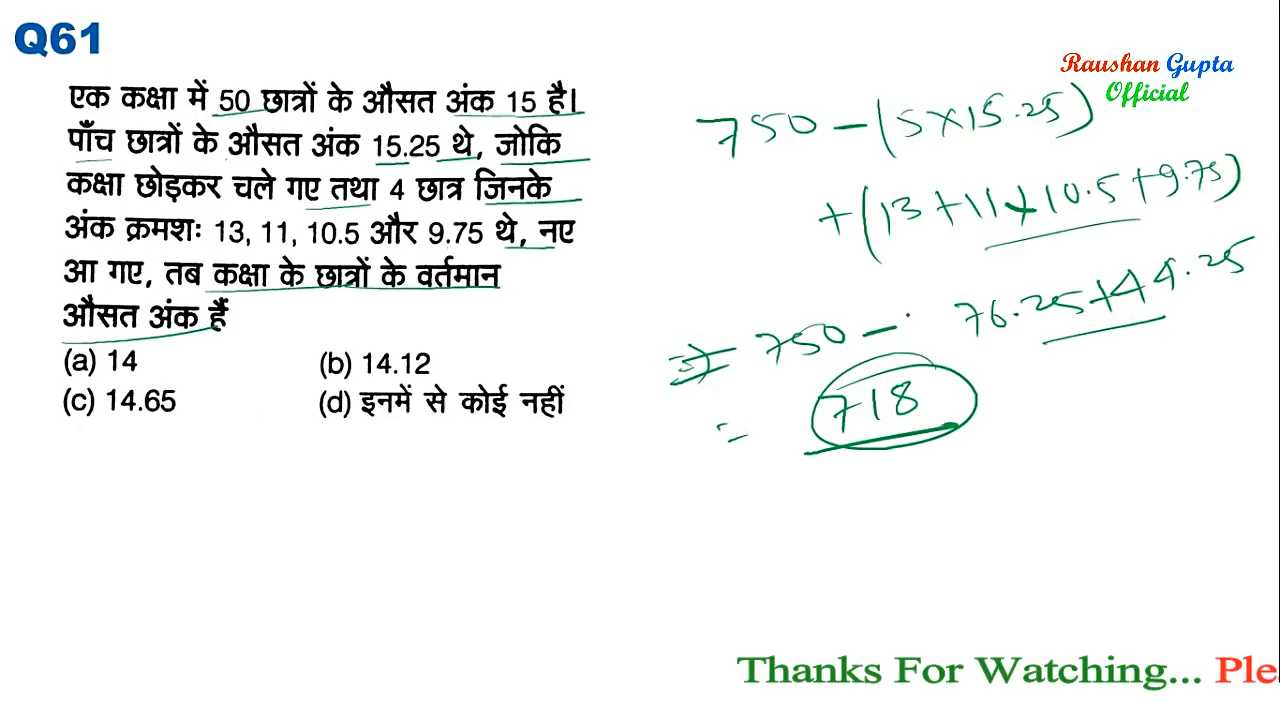 Q61
Raushan Gupta
Official
एक कक्षा में 50 छात्रों के औसत अंक 15 है।
पाँच छात्रों के औसत अंक 15.25 थे, जोकि
कक्षा छोड़कर चले गए तथा 4 छात्र जिनके
अंक क्रमशः 13, 11, 10.5 और 9.75 थे, नए
आ गए, तब कक्षा के छात्रों के वर्तमान
औसत अंक हैं
(a) 14 (b) 14.12
(c) 14.65 (d) इनमें से कोई नहीं
750 - (5×15.25)
+ (13 + 11 + 10.5 + 9.75)
⇒ 750 - 76.25 + 44.25
= 718
Thanks For Watching... Ple